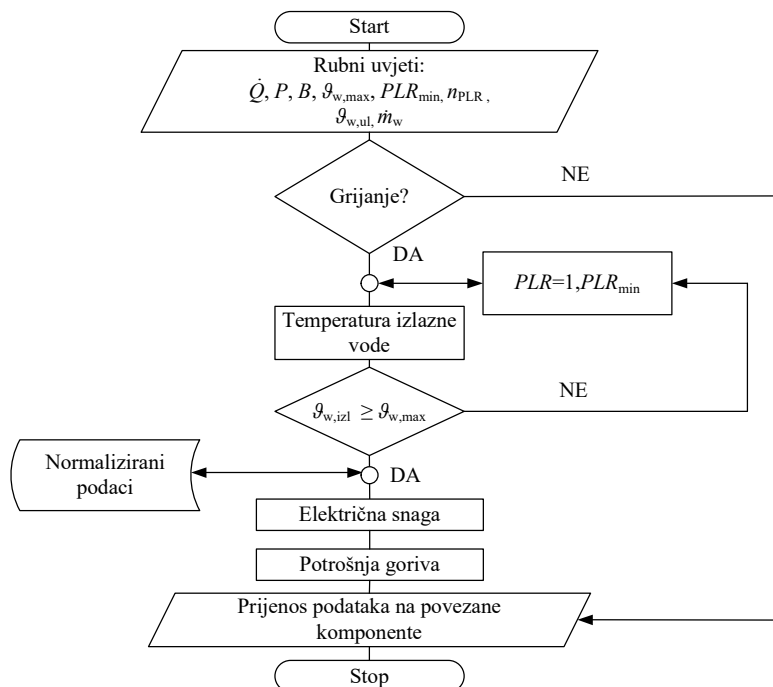 Start
Rubni uvjeti:
Q̇, P, B, ϑw,max, PLRmin, nPLR ,
ϑw,ul, ṁw
Grijanje?
NE
DA
PLR=1,PLRmin
Temperatura izlazne
vode
ϑw,izl ≥ ϑw,max
NE
Normalizirani
podaci
DA
Električna snaga
Potrošnja goriva
Prijenos podataka na povezane
komponente
Stop